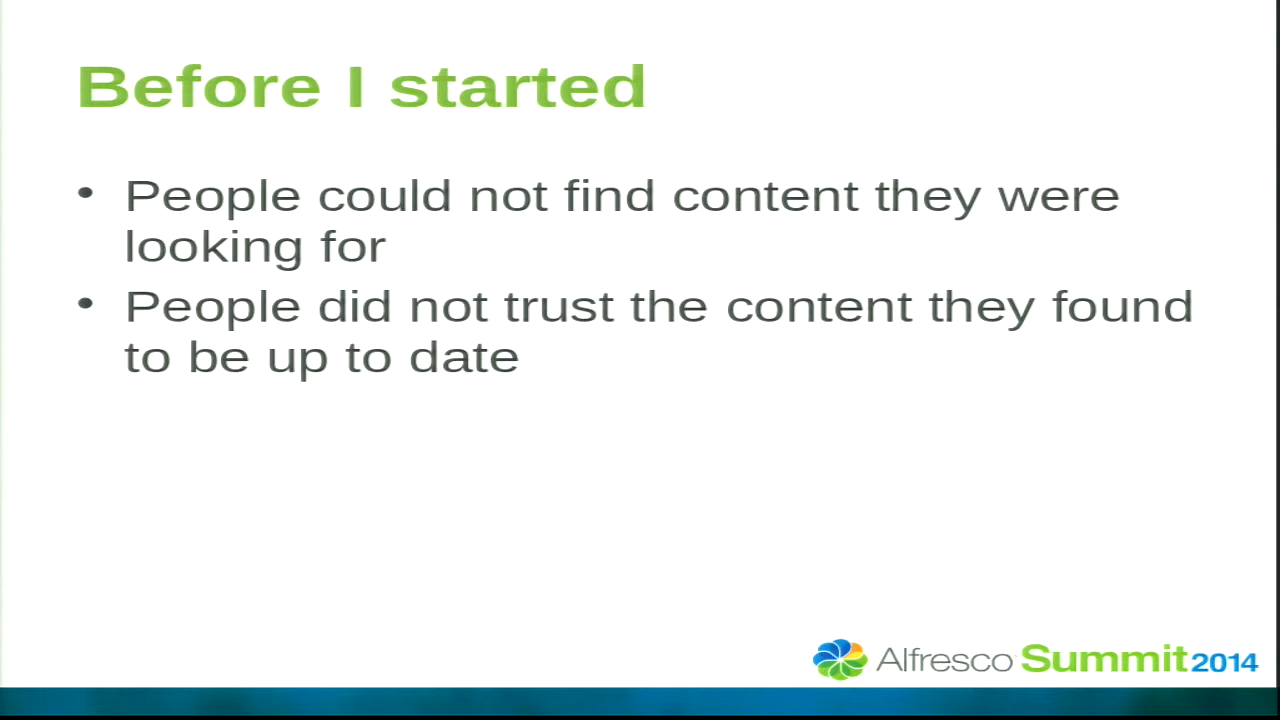 Before I started
• People could not find content they were
looking for
• People did not trust the content they found
to be up to date
Alfresco Summit 2014